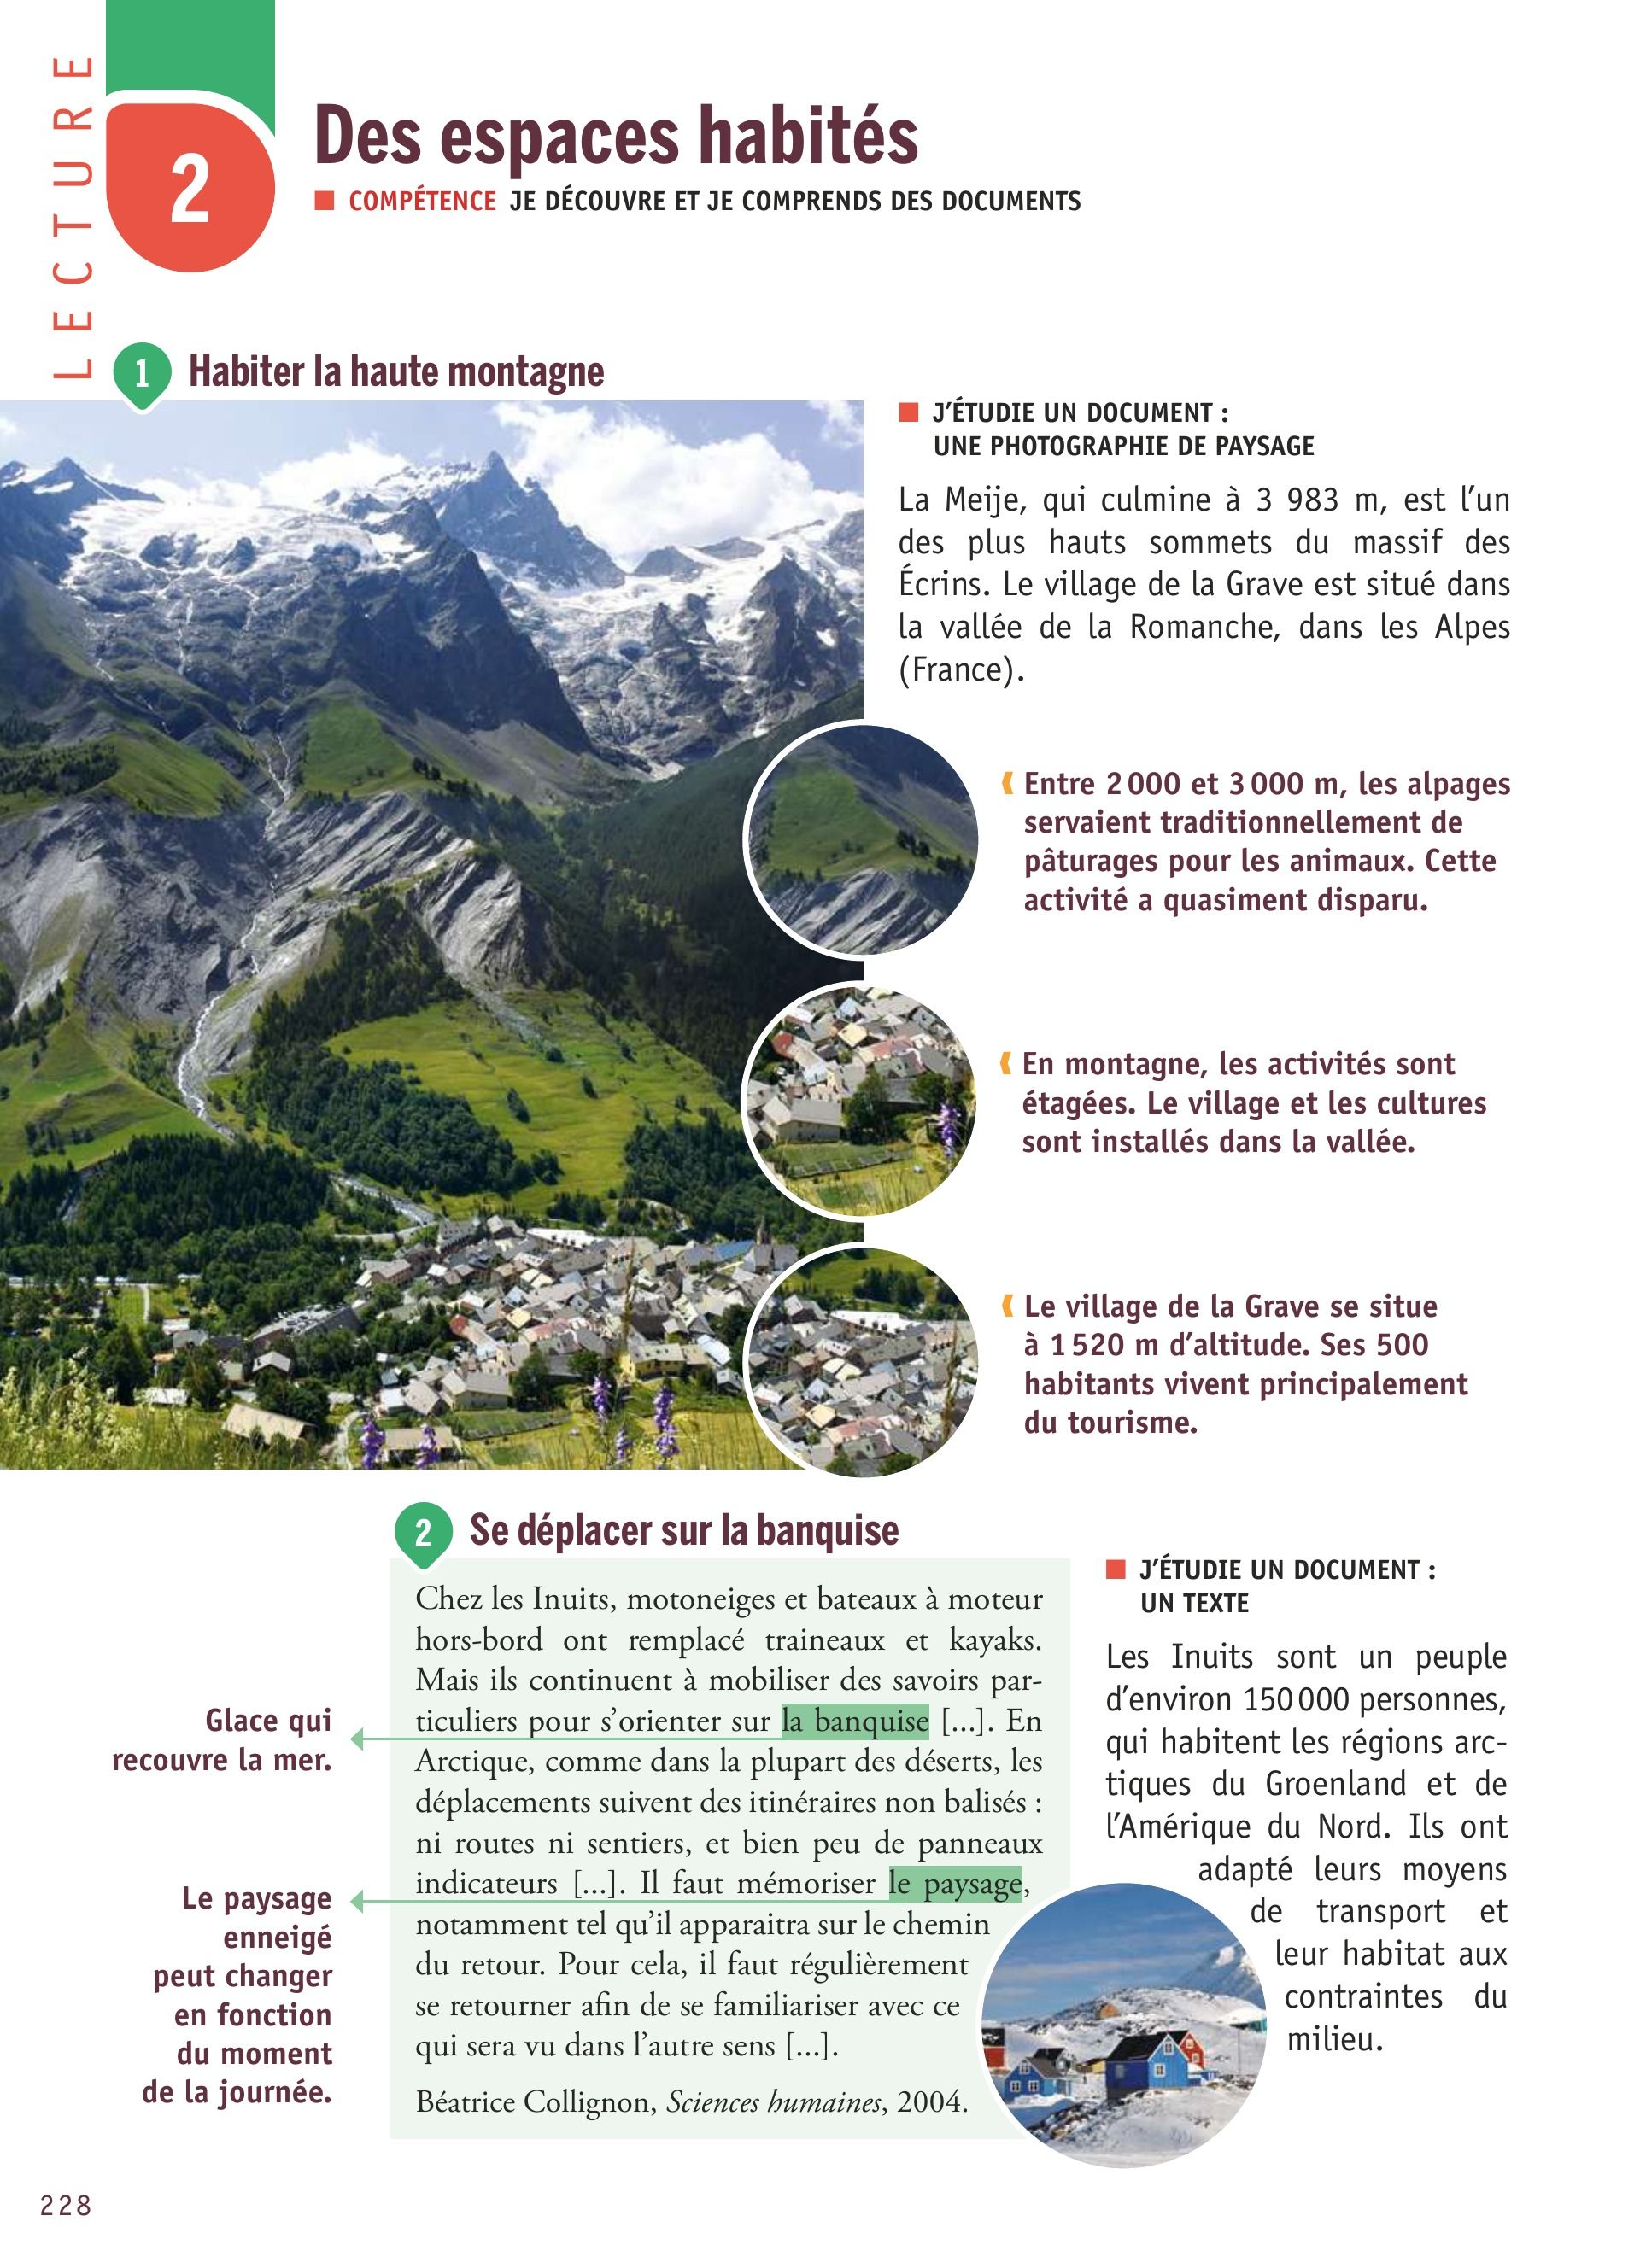 LECTURE
2
Des espaces habités
COMPÉTENCE JE DÉCOUVRE ET JE COMPRENDS DES DOCUMENTS
1
Habiter la haute montagne
J'ÉTUDIE UN DOCUMENT :
UNE PHOTOGRAPHIE DE PAYSAGE
La Meije, qui culmine à 3 983 m, est l'un
des plus hauts sommets du massif des
Écrins. Le village de la Grave est situé dans
la vallée de la Romanche, dans les Alpes
(France).
Entre 2 000 et 3 000 m, les alpages
servaient traditionnellement de
pâturages pour les animaux. Cette
activité a quasiment disparu.
En montagne, les activités sont
étagées. Le village et les cultures
sont installés dans la vallée.
Le village de la Grave se situe
à 1 520 m d'altitude. Ses 500
habitants vivent principalement
du tourisme.
2
Se déplacer sur la banquise
Chez les Inuits, motoneiges et bateaux à moteur
hors-bord ont remplacé traineaux et kayaks.
Mais ils continuent à mobiliser des savoirs par-
ticuliers pour s'orienter sur la banquise [...]. En
Arctique, comme dans la plupart des déserts, les
déplacements suivent des itinéraires non balisés :
ni routes ni sentiers, et bien peu de panneaux
indicateurs [...]. Il faut mémoriser le paysage,
notamment tel qu'il apparaitra sur le chemin
du retour. Pour cela, il faut régulièrement
se retourner afin de se familiariser avec ce
qui sera vu dans l'autre sens [...].
Béatrice Collignon, Sciences humaines, 2004.
Glace qui
recouvre la mer.
Le paysage
enneigé
peut changer
en fonction
du moment
de la journée.
J'ÉTUDIE UN DOCUMENT :
UN TEXTE
Les Inuits sont un peuple
d'environ 150 000 personnes,
qui habitent les régions arc-
tiques du Groenland et de
l'Amérique du Nord. Ils ont
adapté leurs moyens
de transport et
leur habitat aux
contraintes du
milieu.
228